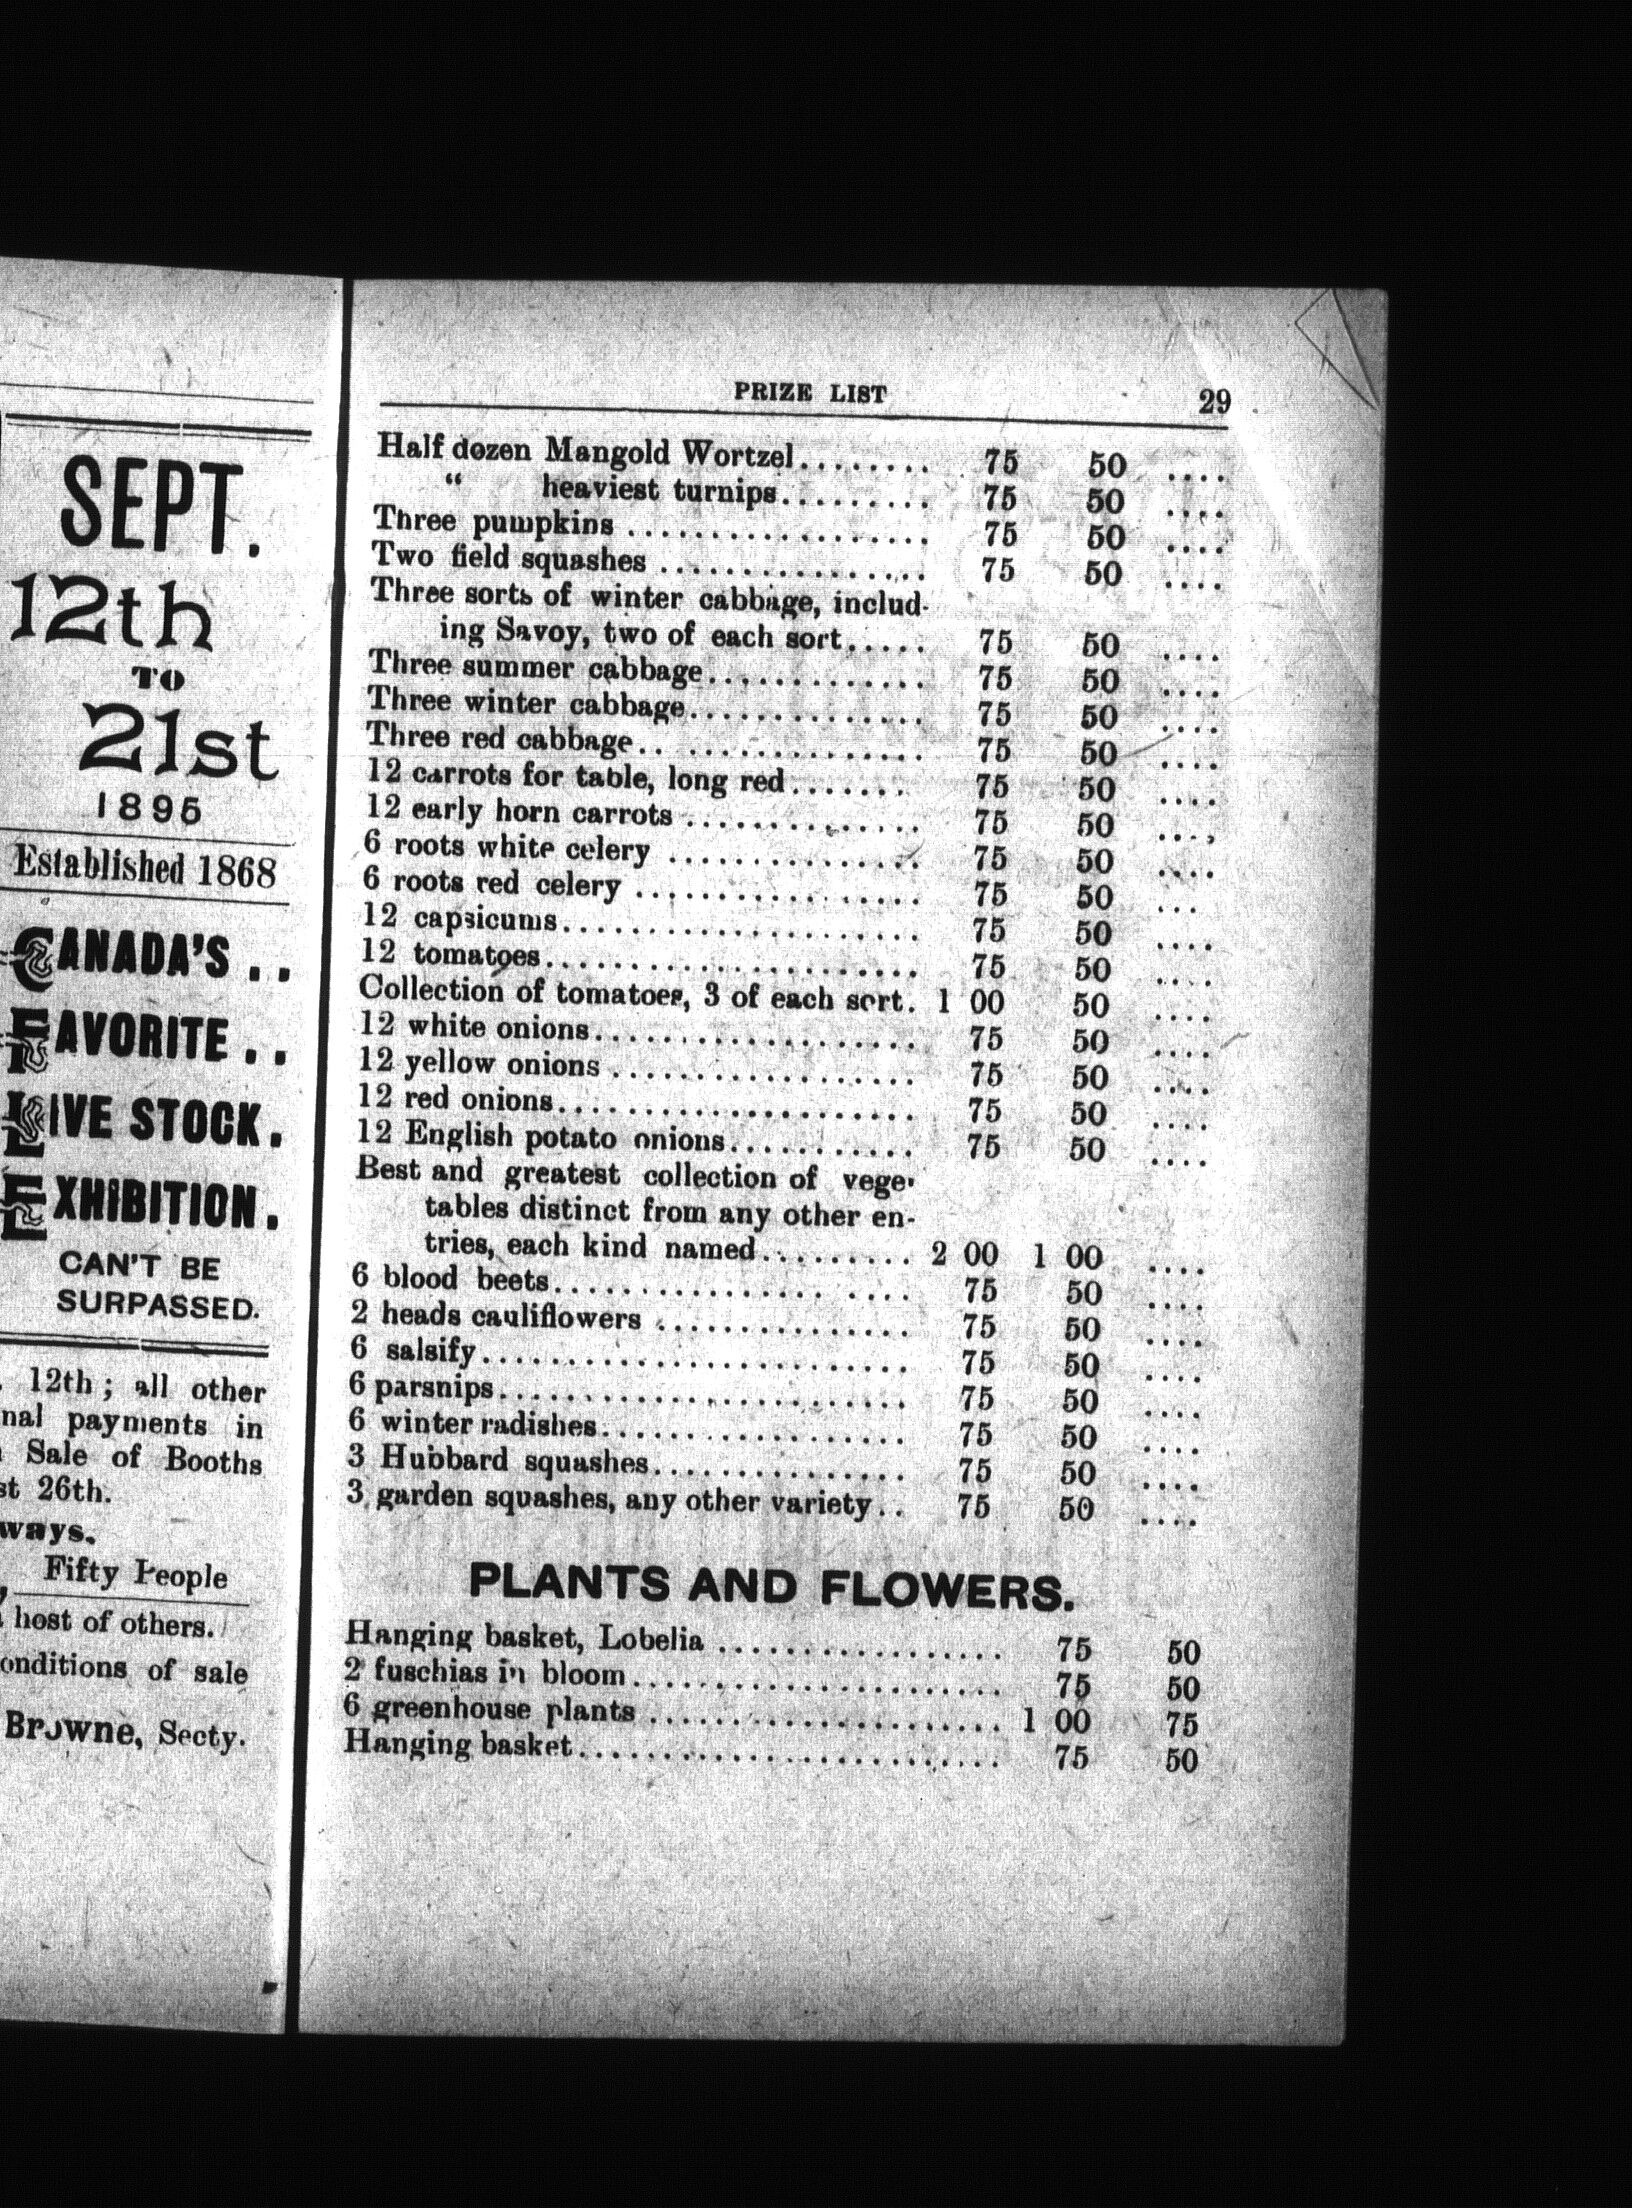 SEPT.
12th
TO
21st
1895
Established 1868
CANADA'S . .
FAVORITE . .
LIVE STOCK .
EXHIBITION .
CAN'T BE
SURPASSED.
12th ; all other
nal payments in
Sale of Booths
st 26th.
ways.
Fifty People
host of others.
onditions of sale
Browne, Secty.
PRIZE LIST 29
Half dozen Mangold Wortzel........ 75 50 ....
" heaviest turnips......... 75 50 ....
Three pumpkins .................. 75 50 ....
Two field squashes ................ 75 50 ....
Three sorts of winter cabbage, includ-
ing Savoy, two of each sort..... 75 50 ....
Three summer cabbage............. 75 50 ....
Three winter cabbage.............. 75 50 ....
Three red cabbage.. .............. 75 50 ....
12 carrots for table, long red....... 75 50 ....
12 early horn carrots .............. 75 50 ....
6 roots white celery ............... 75 50 ....
6 roots red celery ................. 75 50 ...
12 capsicums..................... 75 50 ....
12 tomatoes...................... 75 50 ....
Collection of tomatoes, 3 of each sort. 1 00 50 ....
12 white onions................... 75 50 ....
12 yellow onions .................. 75 50 ....
12 red onions..................... 75 50 ....
12 English potato onions........... 75 50 ....
Best and greatest collection of vege-
tables distinct from any other en-
tries, each kind named......... 2 00 1 00 ....
6 blood beets................ .... 75 50 ....
2 heads cauliflowers ............... 75 50 ....
6 salsify......................... 75 50 ....
6 parsnips........................ 75 50 ....
6 winter radishes.................. 75 50 ....
3 Hubbard squashes............... 75 50 ....
3 garden squashes, any other variety.. 75 50 ....
PLANTS AND FLOWERS.
Hanging basket, Lobelia ................. 75 50
2 fuschias in bloom...................... 75 50
6 greenhouse plants ..................... 1 00 75
Hanging basket......................... 75 50